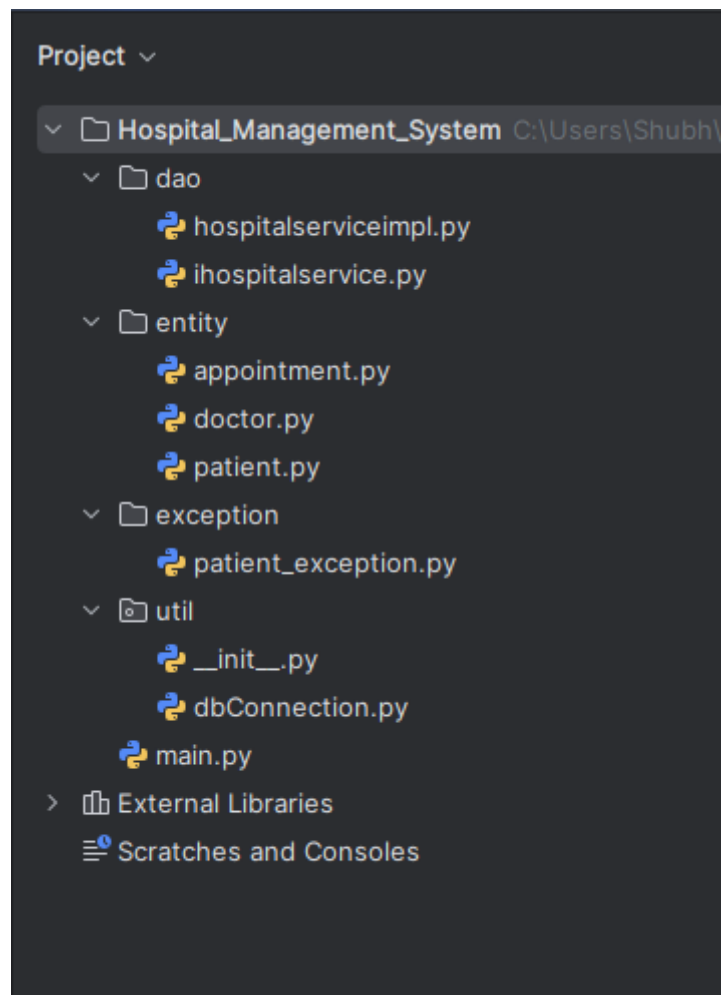 Project
Hospital_Management_System C:\Users\Shubh\
dao
hospitalserviceimpl.py
ihospitalservice.py
entity
appointment.py
doctor.py
patient.py
exception
patient_exception.py
util
__init__.py
dbConnection.py
main.py
External Libraries
Scratches and Consoles